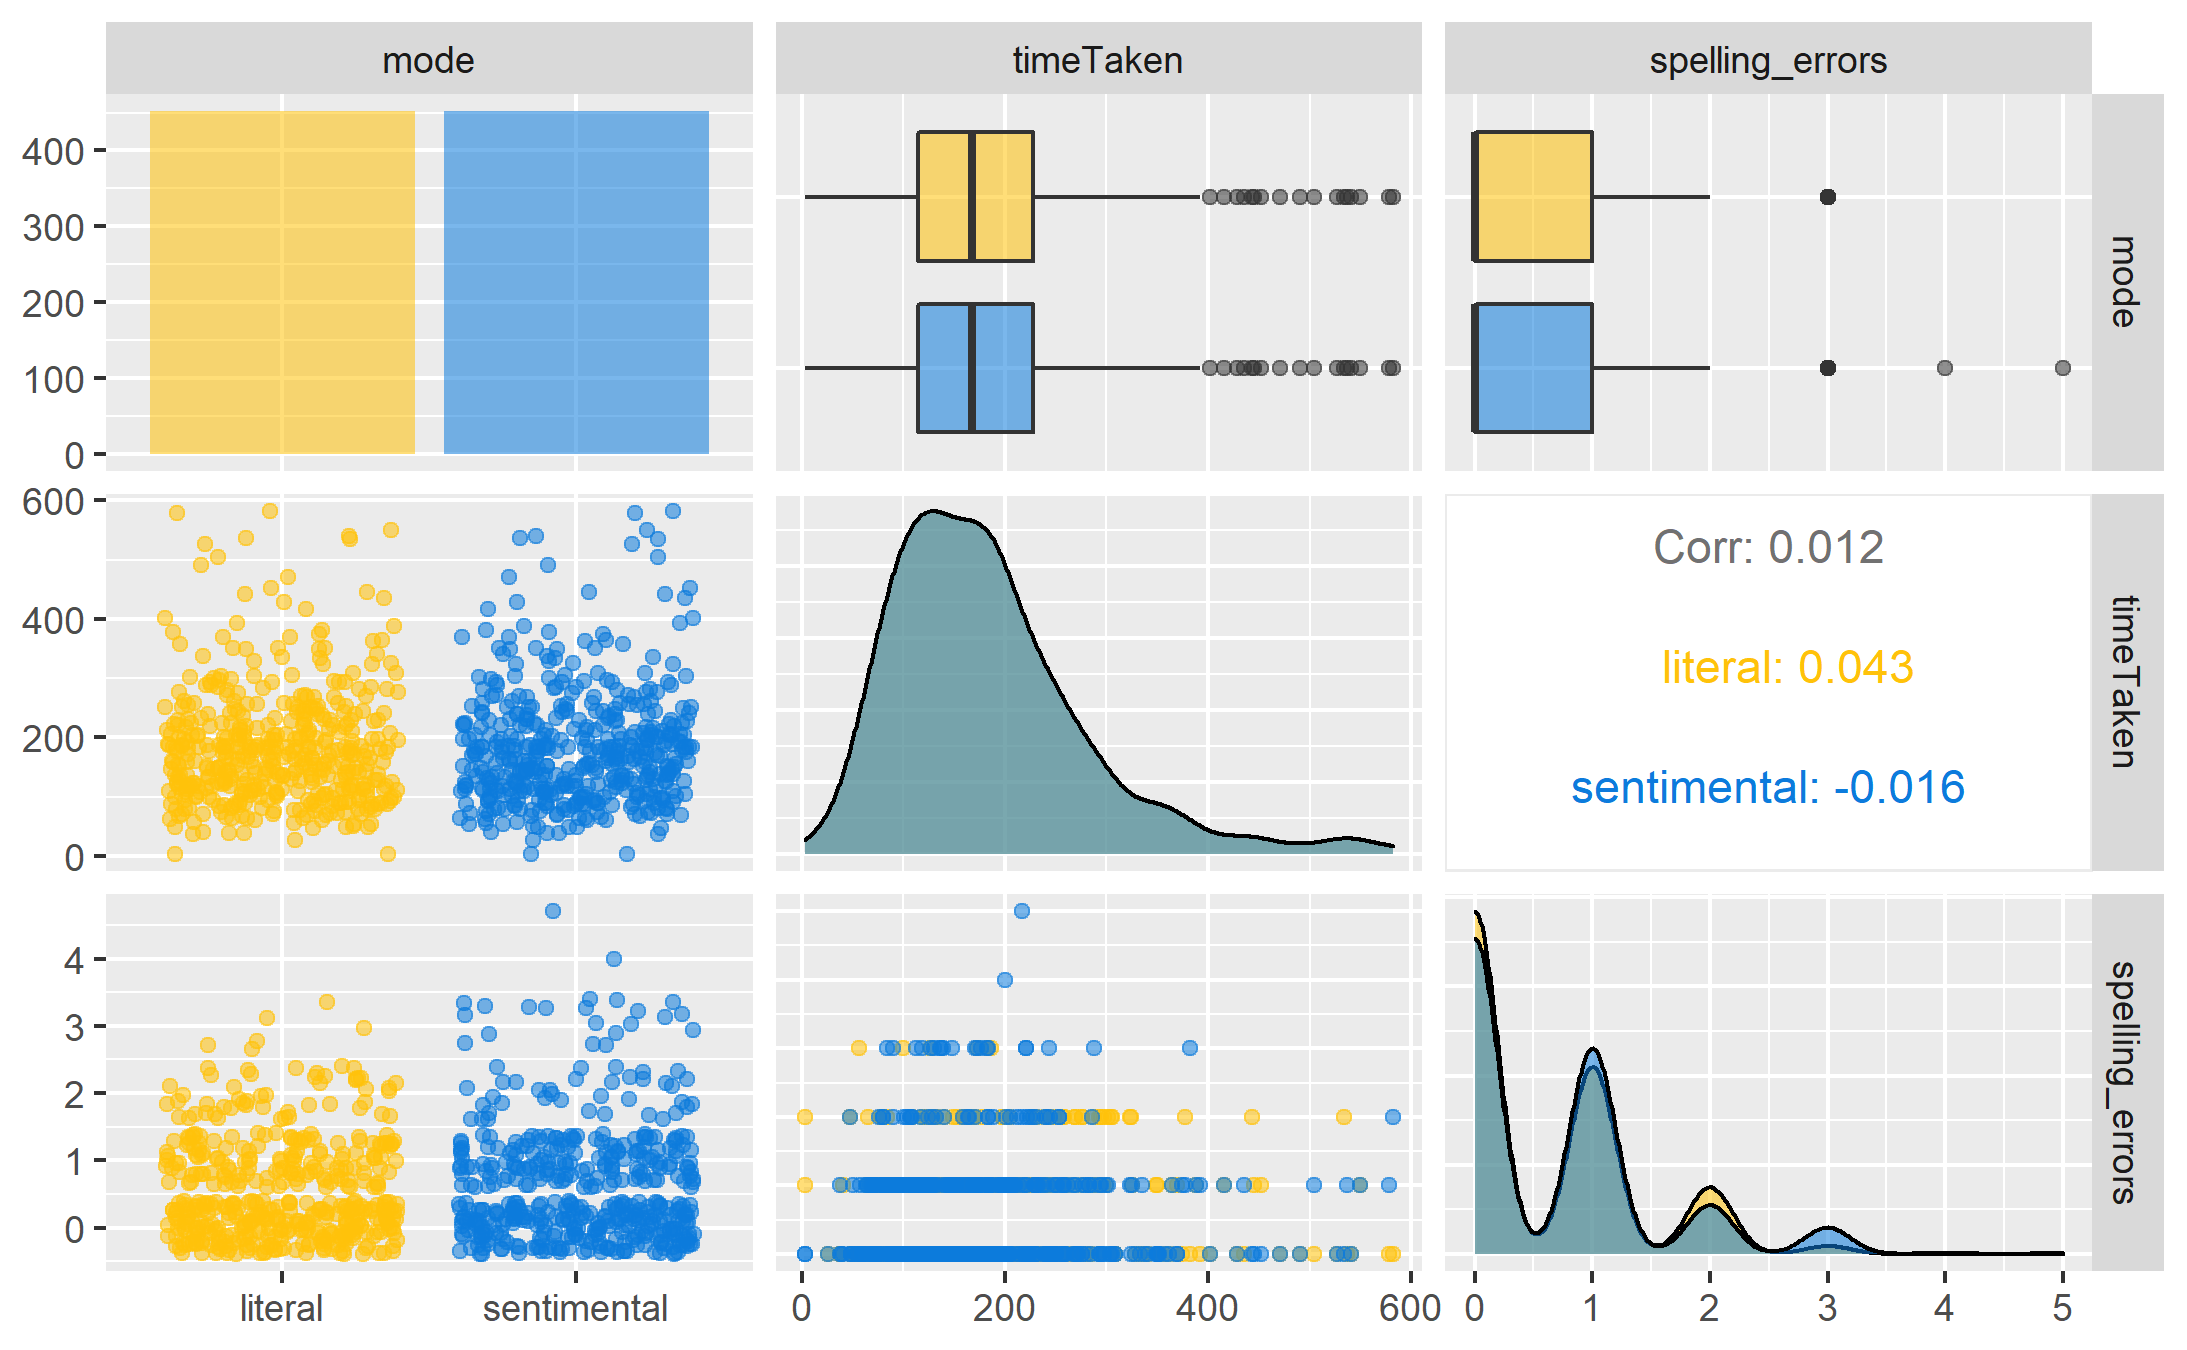 mode timeTaken spelling_errors
400
300
200
100
0
mode
600
400
200
0
Corr: 0.012
literal: 0.043
sentimental: -0.016
timeTaken
4
3
2
1
0
spelling_errors
literal sentimental 0 200 400 600 0 1 2 3 4 5